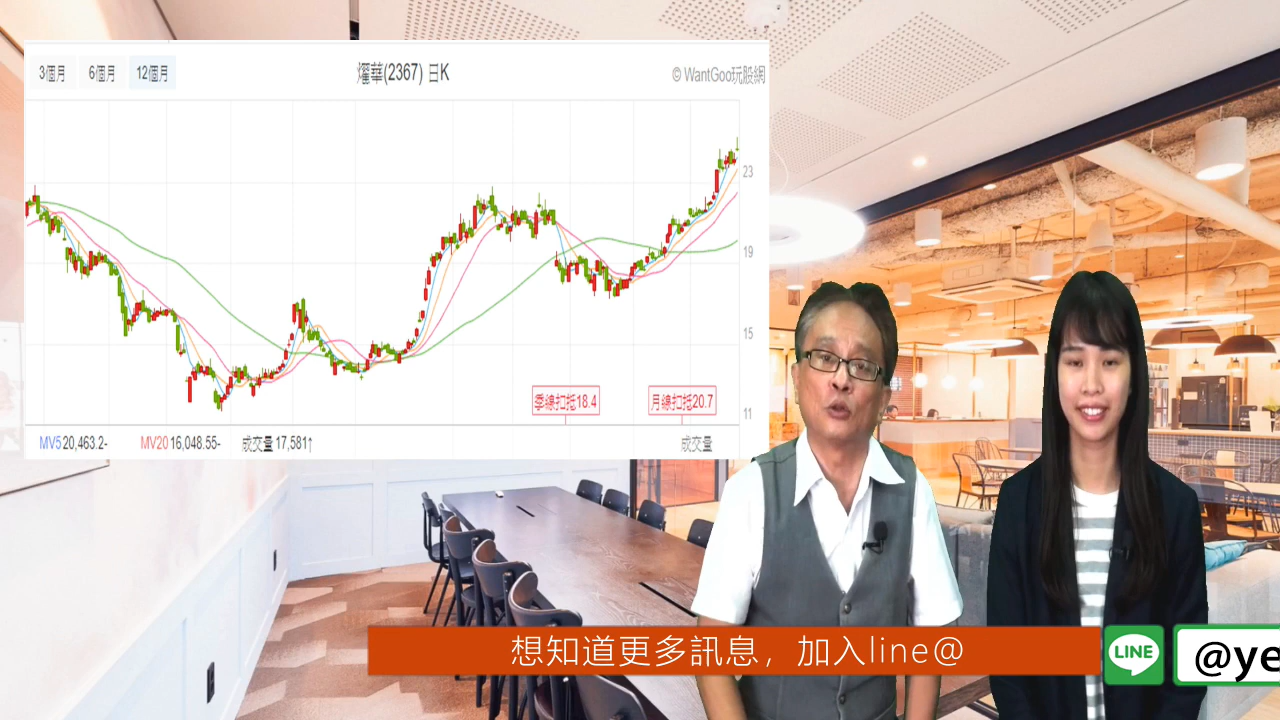 3個月 6個月 12個月
燿華(2367) 日K
© WantGoo玩股網
23
19
15
11
季線扣抵18.4
月線扣抵20.7
MV5 20,463.2- MV20 16,048.55- 成交量 17,581↑
成交量
想知道更多訊息，加入line@
LINE
@ye